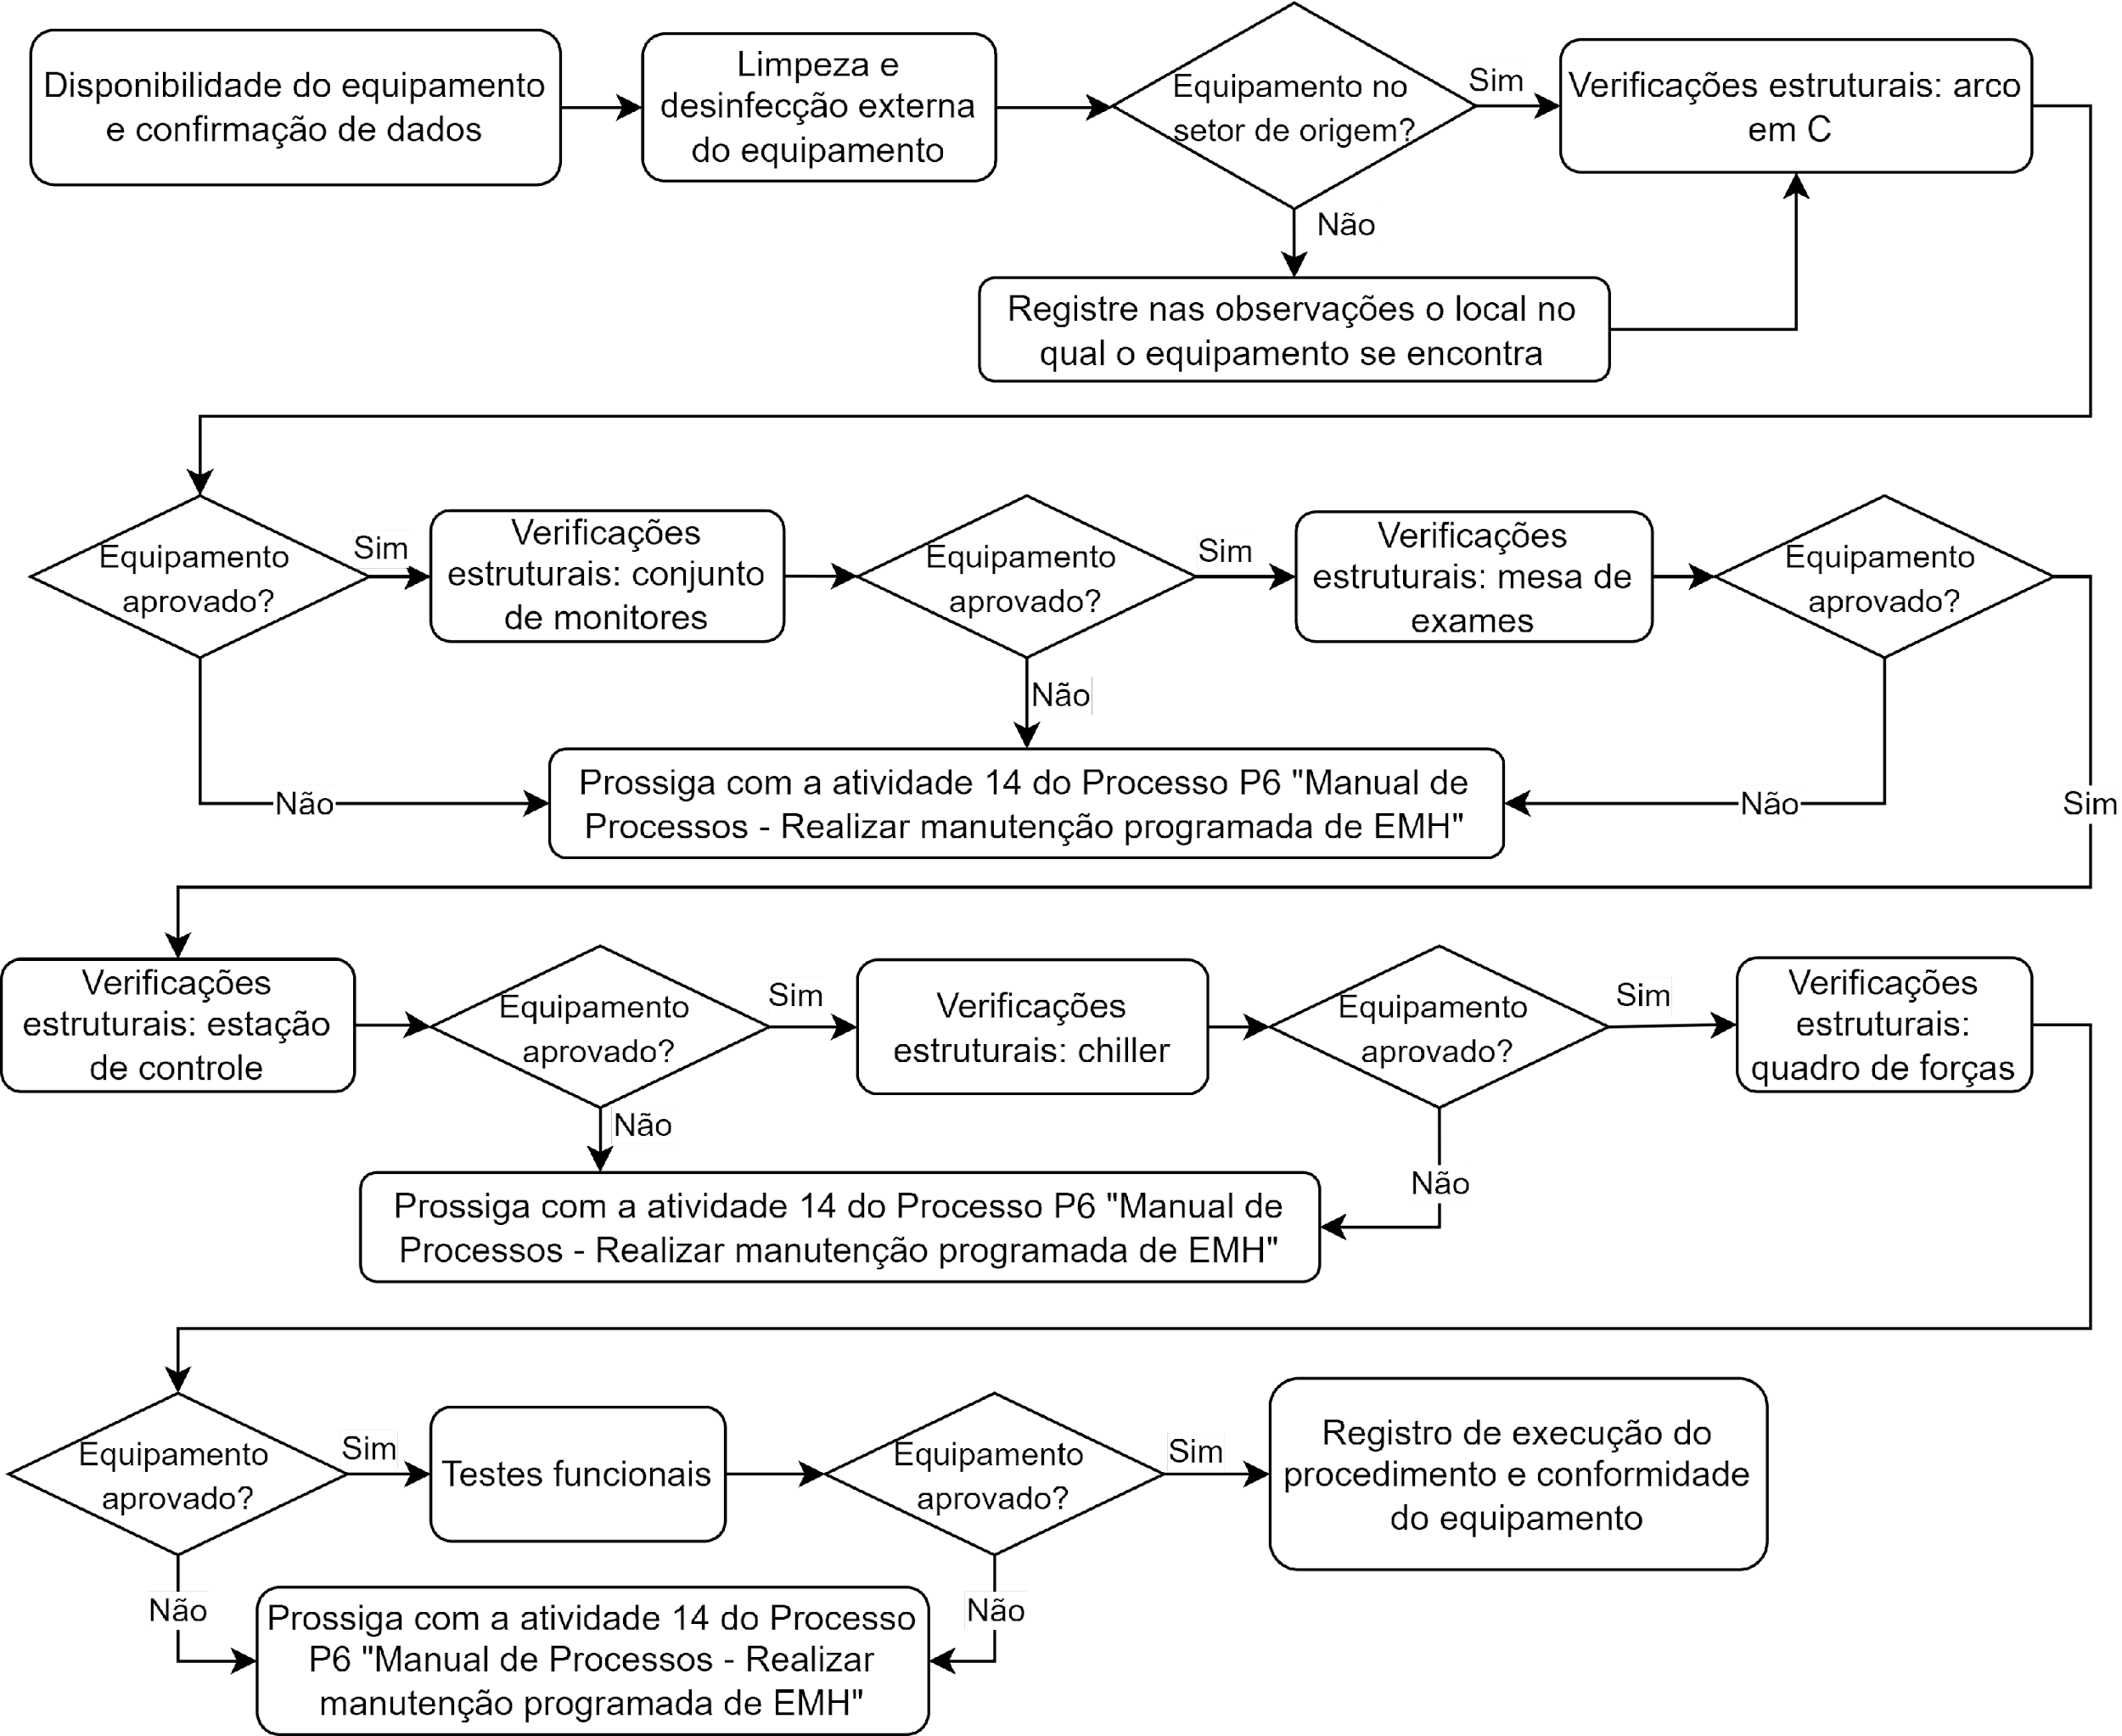 Disponibilidade do equipamento
e confirmação de dados
Limpeza e
desinfecção externa
do equipamento
Equipamento no
setor de origem?
Sim
Verificações estruturais: arco
em C
Não
Registre nas observações o local no
qual o equipamento se encontra
Equipamento
aprovado?
Sim
Verificações
estruturais: conjunto
de monitores
Equipamento
aprovado?
Sim
Verificações
estruturais: mesa de
exames
Equipamento
aprovado?
Não
Não
Prossiga com a atividade 14 do Processo P6 "Manual de
Processos - Realizar manutenção programada de EMH"
Não
Sim
Verificações
estruturais: estação
de controle
Equipamento
aprovado?
Sim
Verificações
estruturais: chiller
Equipamento
aprovado?
Sim
Verificações
estruturais:
quadro de forças
Não
Não
Prossiga com a atividade 14 do Processo P6 "Manual de
Processos - Realizar manutenção programada de EMH"
Equipamento
aprovado?
Sim
Testes funcionais
Equipamento
aprovado?
Sim
Registro de execução do
procedimento e conformidade
do equipamento
Não
Prossiga com a atividade 14 do Processo
P6 "Manual de Processos - Realizar
manutenção programada de EMH"
Não